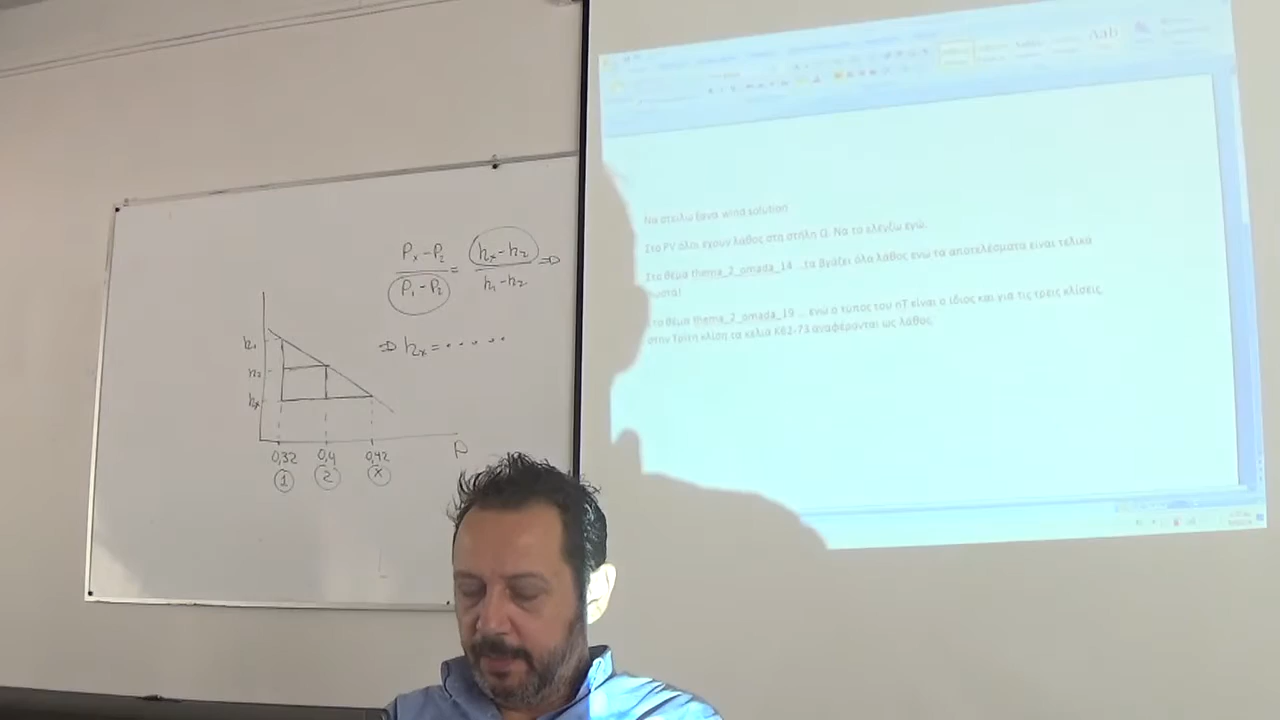 Px - P2 / P1 - P2 = hx - h2 / h1 - h2 ⇒
⇒ hx = . . . . .
h1
h2
hx
0,32 0,4 0,42 P
1 2 x
Να στείλω ξανά wind solution
Στο PV όλοι έχουν λάθος στη στήλη Q. Να το ελέγξω εγώ.
Στο θέμα thema_2_omada_14 ...τα βγάζει όλα λάθος ενώ τα αποτελέσματα είναι τελικά
σωστά!
Στο θέμα thema_2_omada_19 ... ενώ ο τύπος του nT είναι ο ίδιος και για τις τρεις κλίσεις,
στην τρίτη κλίση τα κελιά K62-73 αναφέρονται ως λάθος.
AaBb